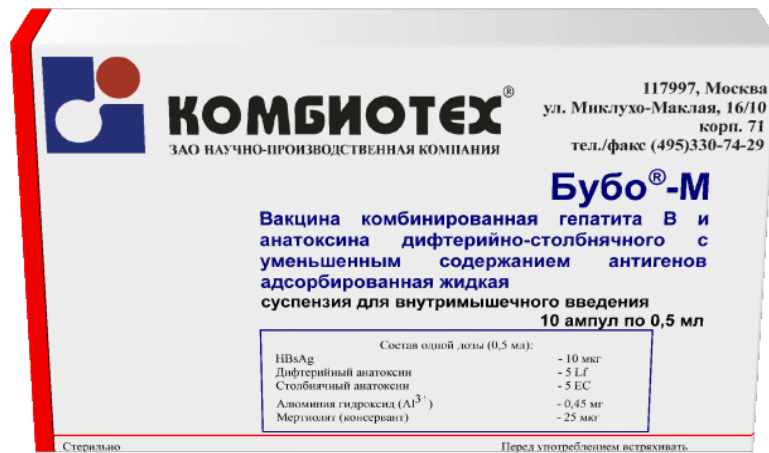 КОМБИОТЕХ®
ЗАО НАУЧНО-ПРОИЗВОДСТВЕННАЯ КОМПАНИЯ
117997, Москва
ул. Миклухо-Маклая, 16/10
корп. 71
тел./факс (495)330-74-29
Бубо®-М
Вакцина комбинированная гепатита В и
анатоксина дифтерийно-столбнячного с
уменьшенным содержанием антигенов
адсорбированная жидкая
суспензия для внутримышечного введения
10 ампул по 0,5 мл
Состав одной дозы (0,5 мл):
HBsAg - 10 мкг
Дифтерийный анатоксин - 5 Lf
Столбнячный анатоксин - 5 ЕС
Алюминия гидроксид (Al3+) - 0,45 мг
Мертиолят (консервант) - 25 мкг
Стерильно Перед употреблением встряхивать